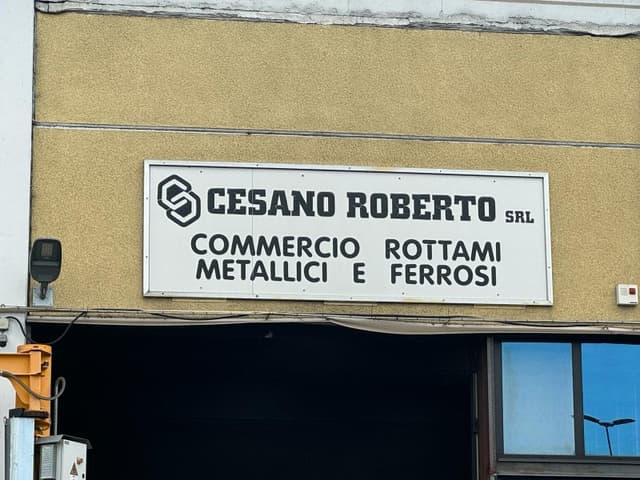 CESANO ROBERTO SRL
COMMERCIO ROTTAMI
METALLICI E FERROSI